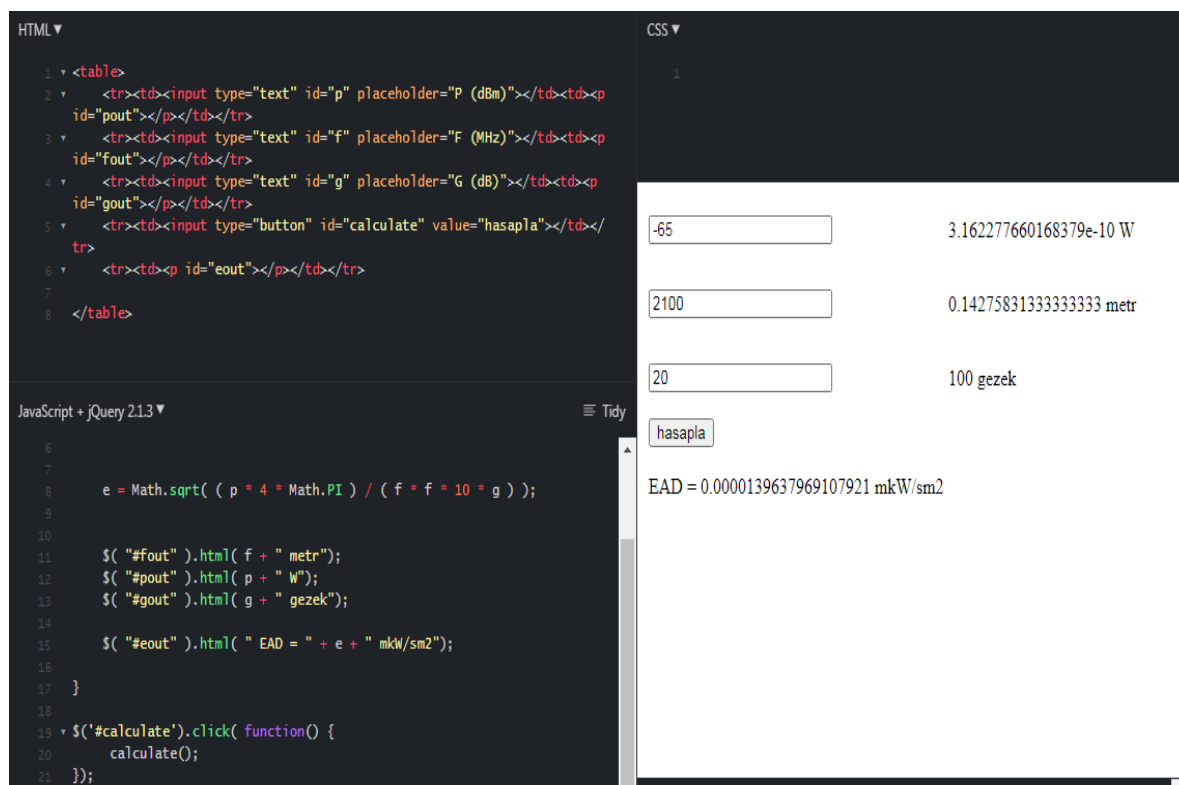 HTML ▼
1 ▾ <table>
2 ▾ <tr><td><input type="text" id="p" placeholder="P (dBm)"></td><td><p
id="pout"></p></td></tr>
3 ▾ <tr><td><input type="text" id="f" placeholder="F (MHz)"></td><td><p
id="fout"></p></td></tr>
4 ▾ <tr><td><input type="text" id="g" placeholder="G (dB)"></td><td><p
id="gout"></p></td></tr>
5 ▾ <tr><td><input type="button" id="calculate" value="hasapla"></td></
tr>
6 ▾ <tr><td><p id="eout"></p></td></tr>
7
8 </table>
JavaScript + jQuery 2.1.3 ▼
Tidy
6
7
8 e = Math.sqrt( ( p * 4 * Math.PI ) / ( f * f * 10 * g ) );
9
10
11 $( "#fout" ).html( f + " metr");
12 $( "#pout" ).html( p + " W");
13 $( "#gout" ).html( g + " gezek");
14
15 $( "#eout" ).html( " EAD = " + e + " mkW/sm2");
16
17 }
18
19 ▾ $('#calculate').click( function() {
20 calculate();
21 });
CSS ▼
1
-65 3.162277660168379e-10 W
2100 0.14275831333333333 metr
20 100 gezek
hasapla
EAD = 0.0000139637969107921 mkW/sm2